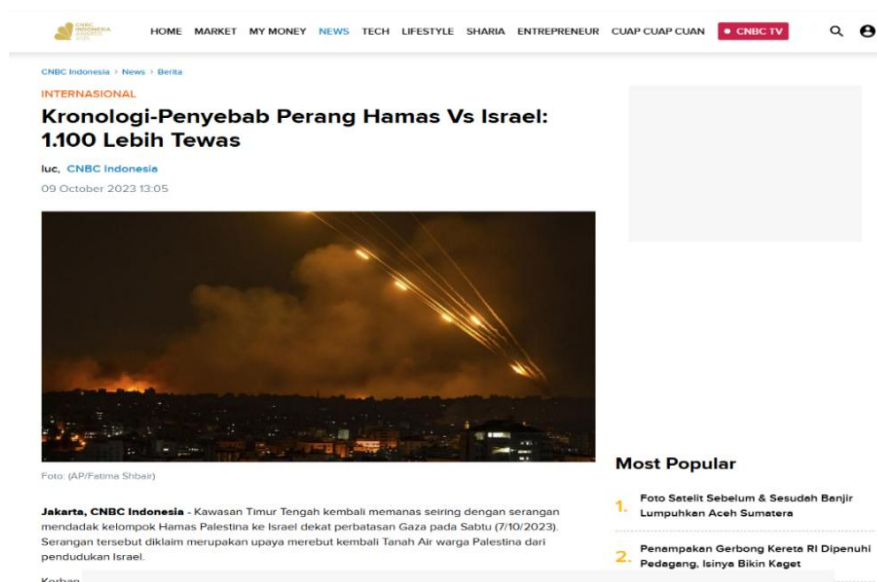 CNBC
INDONESIA
AWARDS
HOME MARKET MY MONEY NEWS TECH LIFESTYLE SHARIA ENTREPRENEUR CUAP CUAP CUAN • CNBC TV
CNBC Indonesia > News > Berita
INTERNASIONAL
Kronologi-Penyebab Perang Hamas Vs Israel:
1.100 Lebih Tewas
luc, CNBC Indonesia
09 October 2023 13:05
Foto: (AP/Fatima Shbair)
Jakarta, CNBC Indonesia - Kawasan Timur Tengah kembali memanas seiring dengan serangan
mendadak kelompok Hamas Palestina ke Israel dekat perbatasan Gaza pada Sabtu (7/10/2023).
Serangan tersebut diklaim merupakan upaya merebut kembali Tanah Air warga Palestina dari
pendudukan Israel.
Korban
Most Popular
1. Foto Satelit Sebelum & Sesudah Banjir
Lumpuhkan Aceh Sumatera
2. Penampakan Gerbong Kereta RI Dipenuhi
Pedagang, Isinya Bikin Kaget